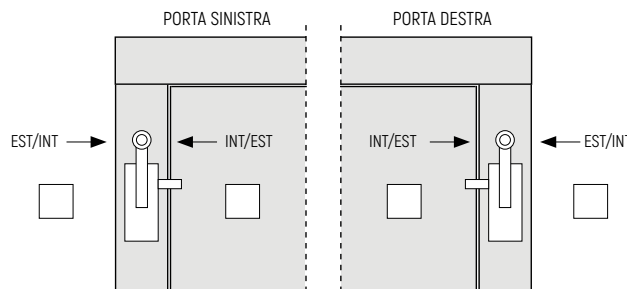 PORTA SINISTRA
PORTA DESTRA
EST/INT
INT/EST
INT/EST
EST/INT